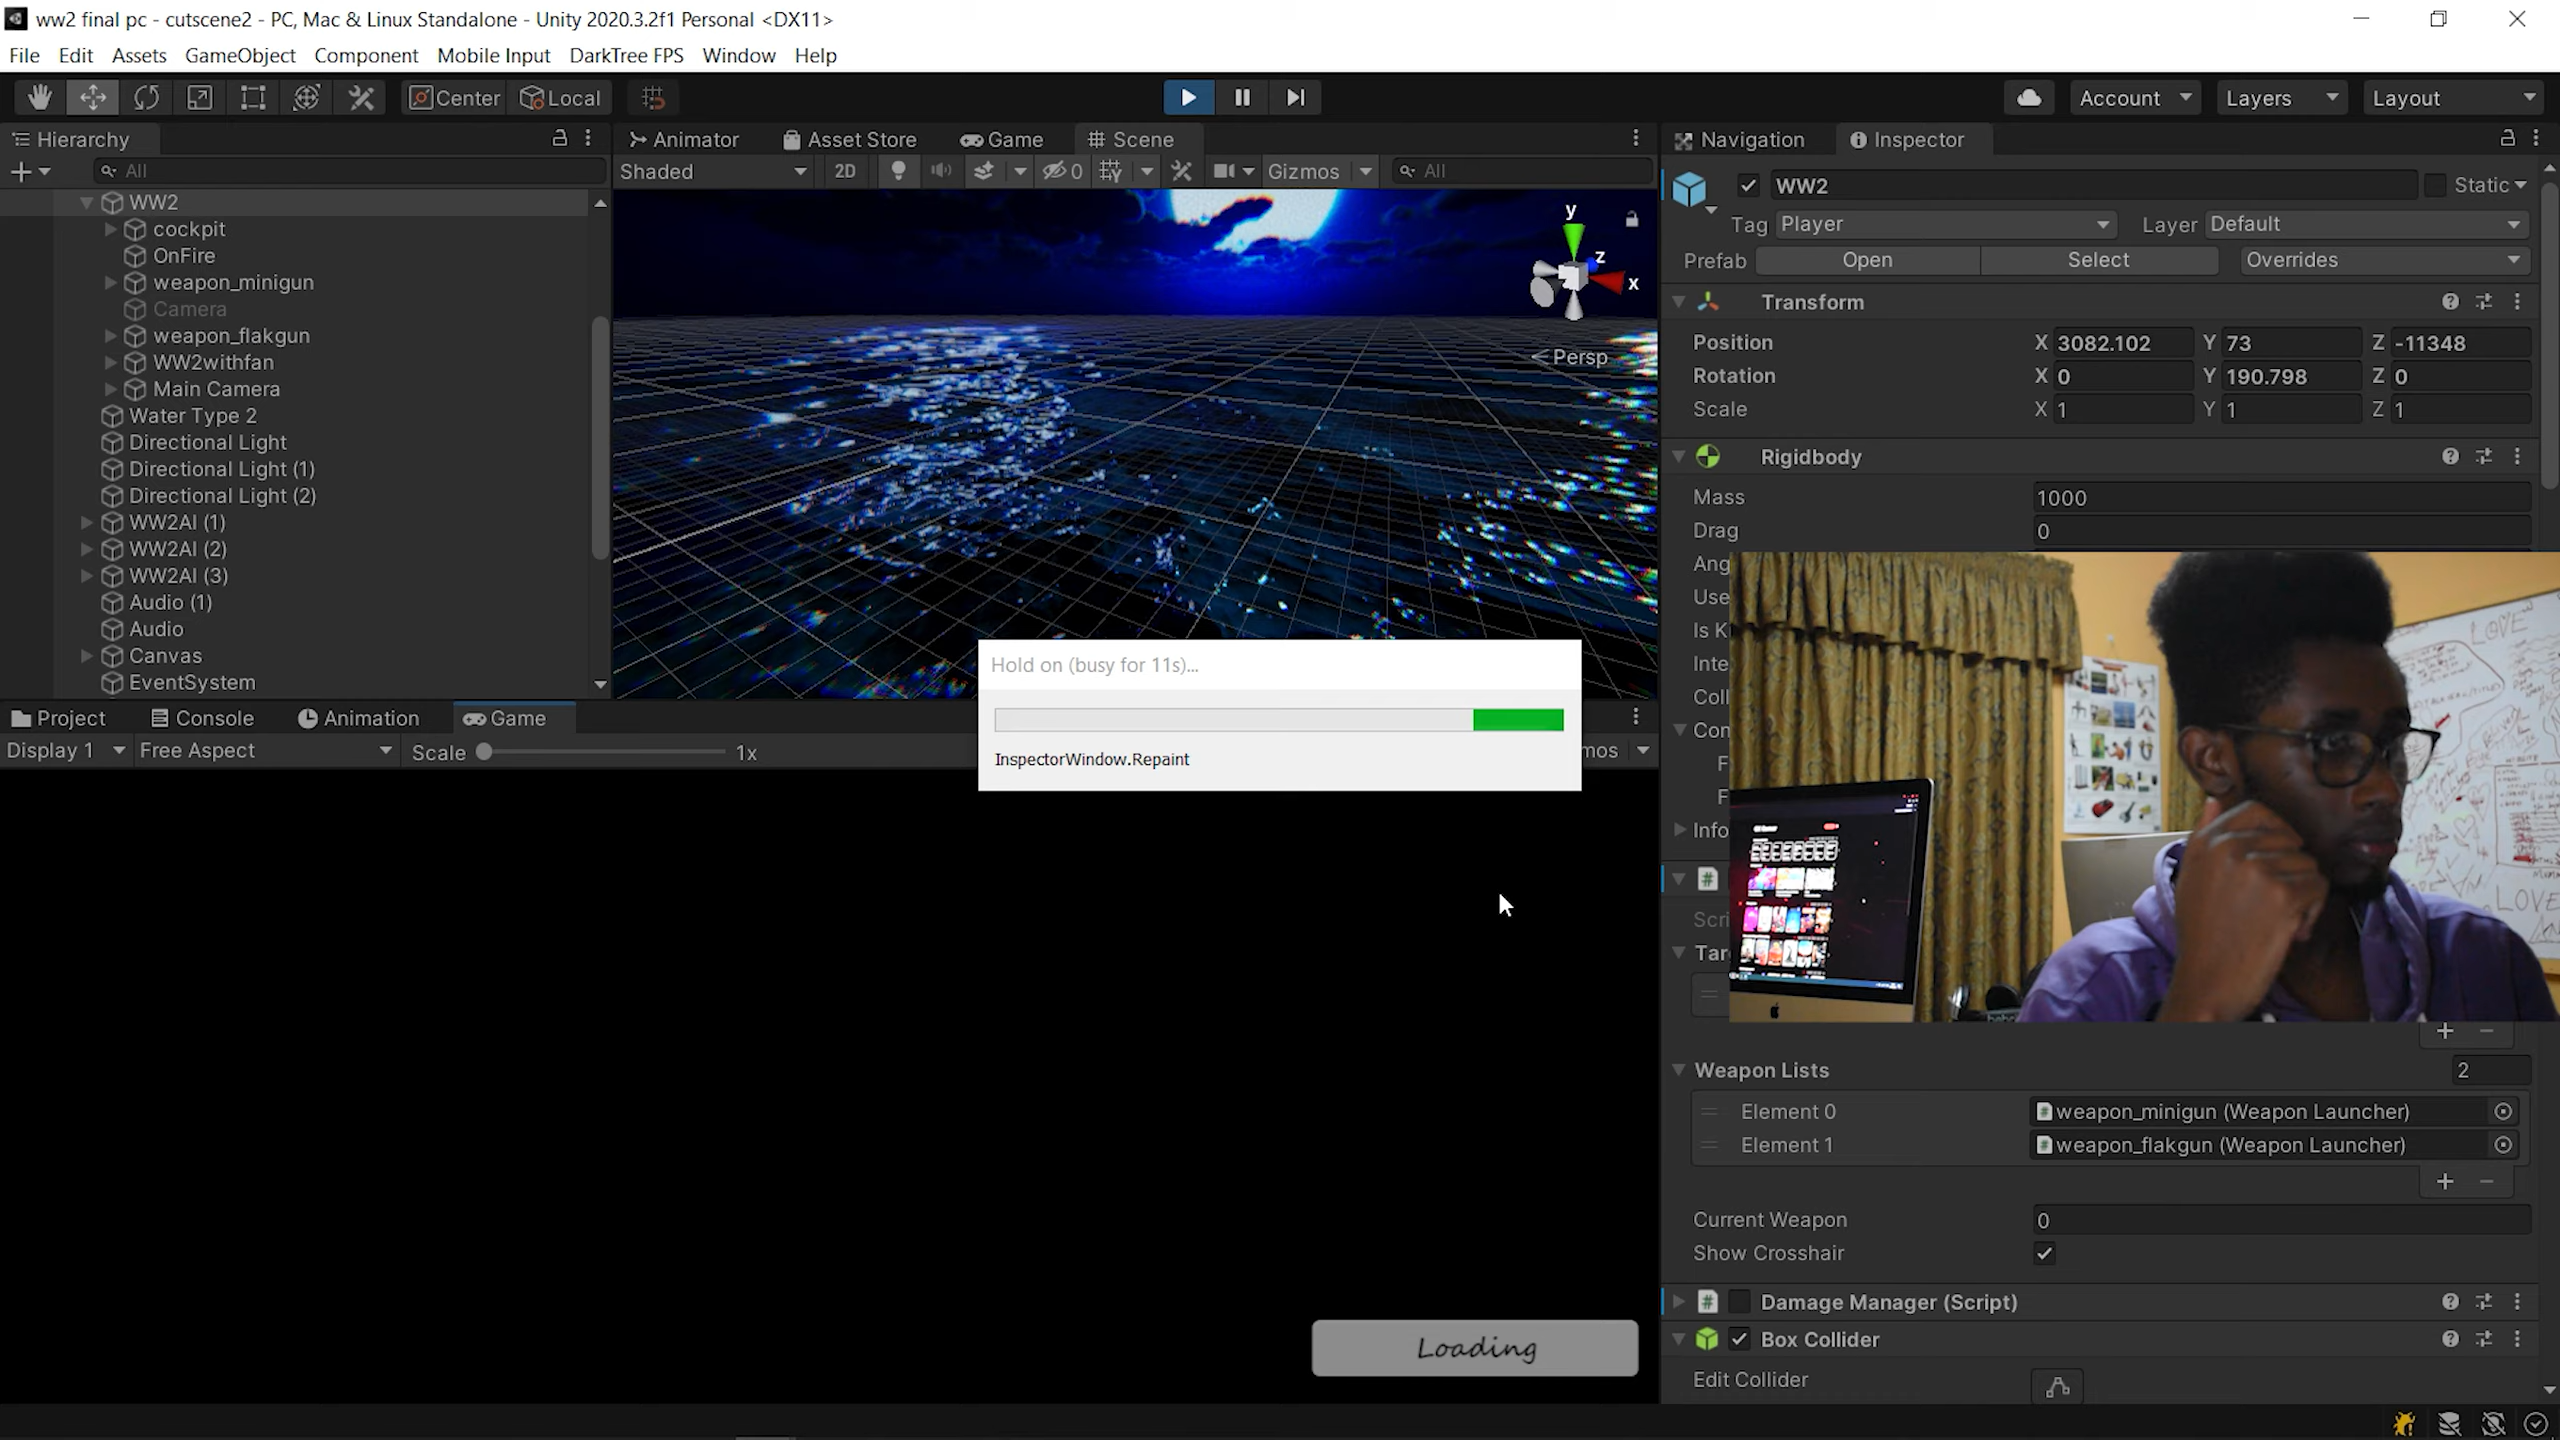 ww2 final pc - cutscene2 - PC, Mac & Linux Standalone - Unity 2020.3.2f1 Personal <DX11>
File Edit Assets GameObject Component Mobile Input DarkTree FPS Window Help
Center Local Account Layers Layout
Hierarchy
All
WW2
cockpit
OnFire
weapon_minigun
Camera
weapon_flakgun
WW2withfan
Main Camera
Water Type 2
Directional Light
Directional Light (1)
Directional Light (2)
WW2AI (1)
WW2AI (2)
WW2AI (3)
Audio (1)
Audio
Canvas
EventSystem
Animator Asset Store Game Scene
Shaded 2D 0 Gizmos All
y
z
x
Persp
Hold on (busy for 11s)...
InspectorWindow.Repaint
Project Console Animation Game
Display 1 Free Aspect Scale 1x mos
Loading
Navigation Inspector
WW2 Static
Tag Player Layer Default
Prefab Open Select Overrides
Transform
Position X 3082.102 Y 73 Z -11348
Rotation X 0 Y 190.798 Z 0
Scale X 1 Y 1 Z 1
Rigidbody
Mass 1000
Drag 0
Ang
Use
Is K
Inte
Coll
Con
F
F
Info
Scri
Targ
LOVE
LOVE
Weapon Lists 2
Element 0 weapon_minigun (Weapon Launcher)
Element 1 weapon_flakgun (Weapon Launcher)
Current Weapon 0
Show Crosshair
Damage Manager (Script)
Box Collider
Edit Collider